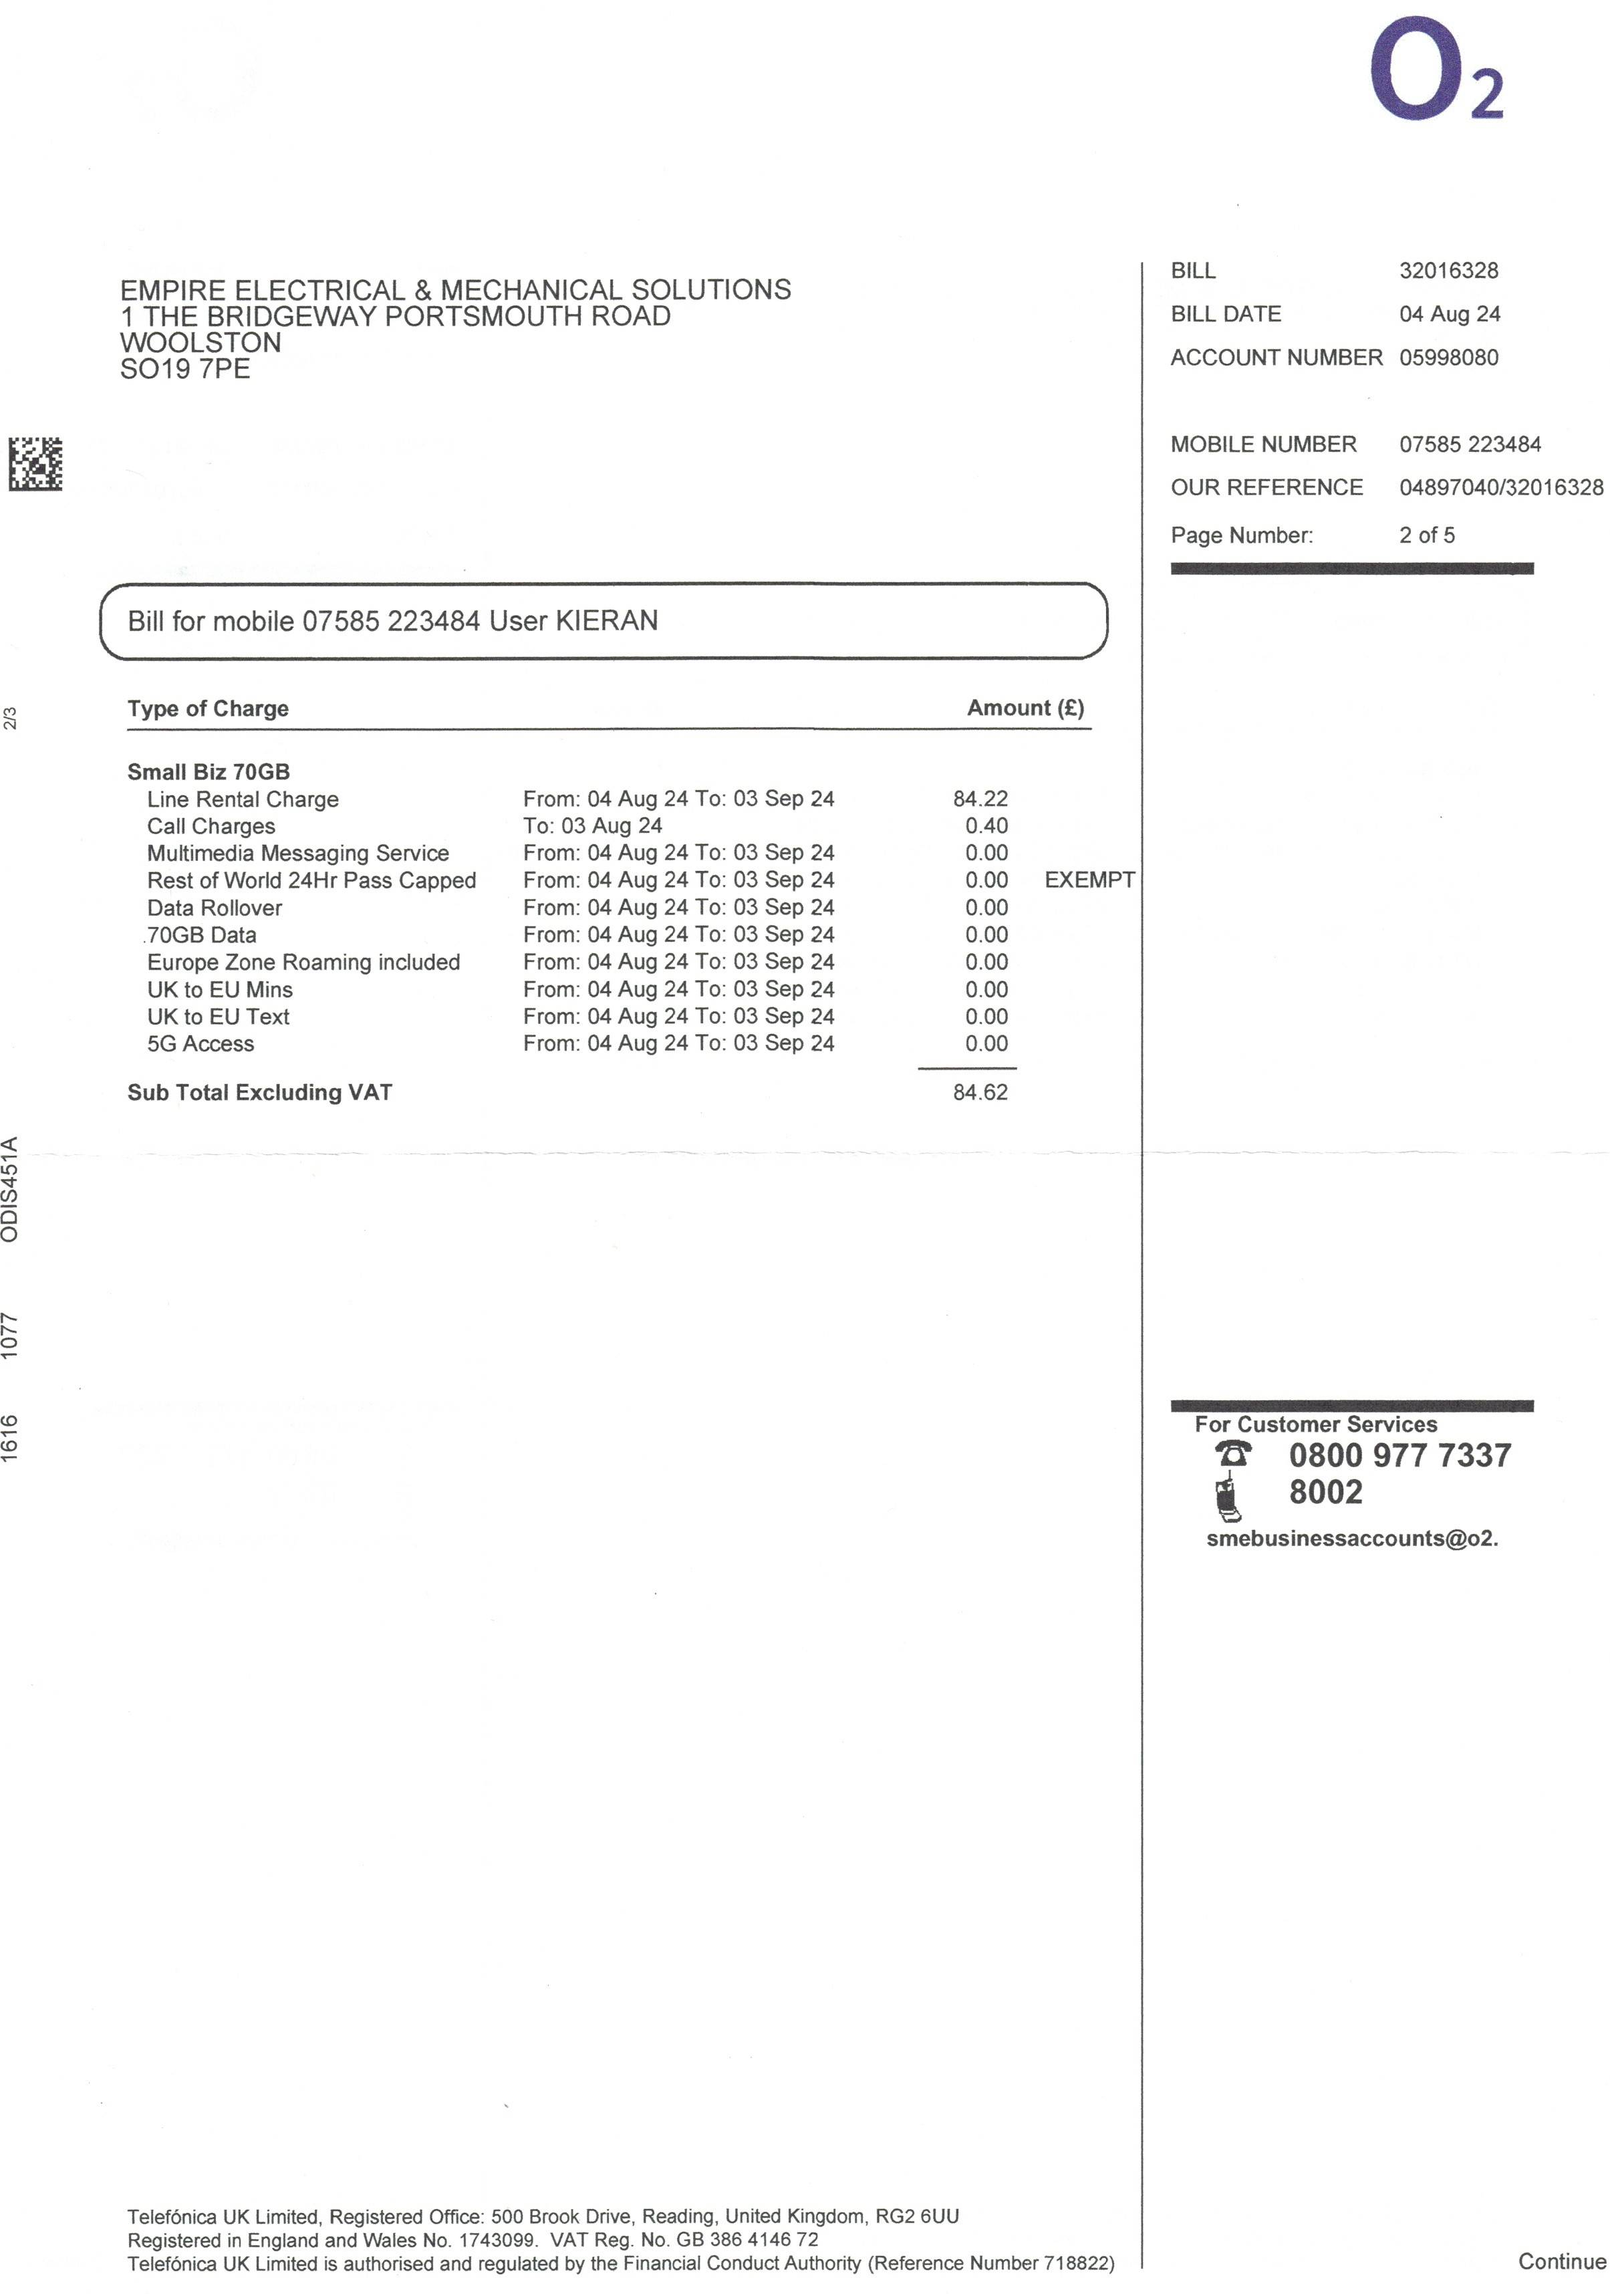 O2
EMPIRE ELECTRICAL & MECHANICAL SOLUTIONS
1 THE BRIDGEWAY PORTSMOUTH ROAD
WOOLSTON
SO19 7PE
BILL 32016328
BILL DATE 04 Aug 24
ACCOUNT NUMBER 05998080
MOBILE NUMBER 07585 223484
OUR REFERENCE 04897040/32016328
Page Number: 2 of 5
Bill for mobile 07585 223484 User KIERAN
Type of Charge Amount (£)
Small Biz 70GB
Line Rental Charge From: 04 Aug 24 To: 03 Sep 24 84.22
Call Charges To: 03 Aug 24 0.40
Multimedia Messaging Service From: 04 Aug 24 To: 03 Sep 24 0.00
Rest of World 24Hr Pass Capped From: 04 Aug 24 To: 03 Sep 24 0.00 EXEMPT
Data Rollover From: 04 Aug 24 To: 03 Sep 24 0.00
.70GB Data From: 04 Aug 24 To: 03 Sep 24 0.00
Europe Zone Roaming included From: 04 Aug 24 To: 03 Sep 24 0.00
UK to EU Mins From: 04 Aug 24 To: 03 Sep 24 0.00
UK to EU Text From: 04 Aug 24 To: 03 Sep 24 0.00
5G Access From: 04 Aug 24 To: 03 Sep 24 0.00
Sub Total Excluding VAT 84.62
2/3
1616 1077 ODIS451A
For Customer Services
0800 977 7337
8002
smebusinessaccounts@o2.
Telefónica UK Limited, Registered Office: 500 Brook Drive, Reading, United Kingdom, RG2 6UU
Registered in England and Wales No. 1743099. VAT Reg. No. GB 386 4146 72
Telefónica UK Limited is authorised and regulated by the Financial Conduct Authority (Reference Number 718822)
Continue